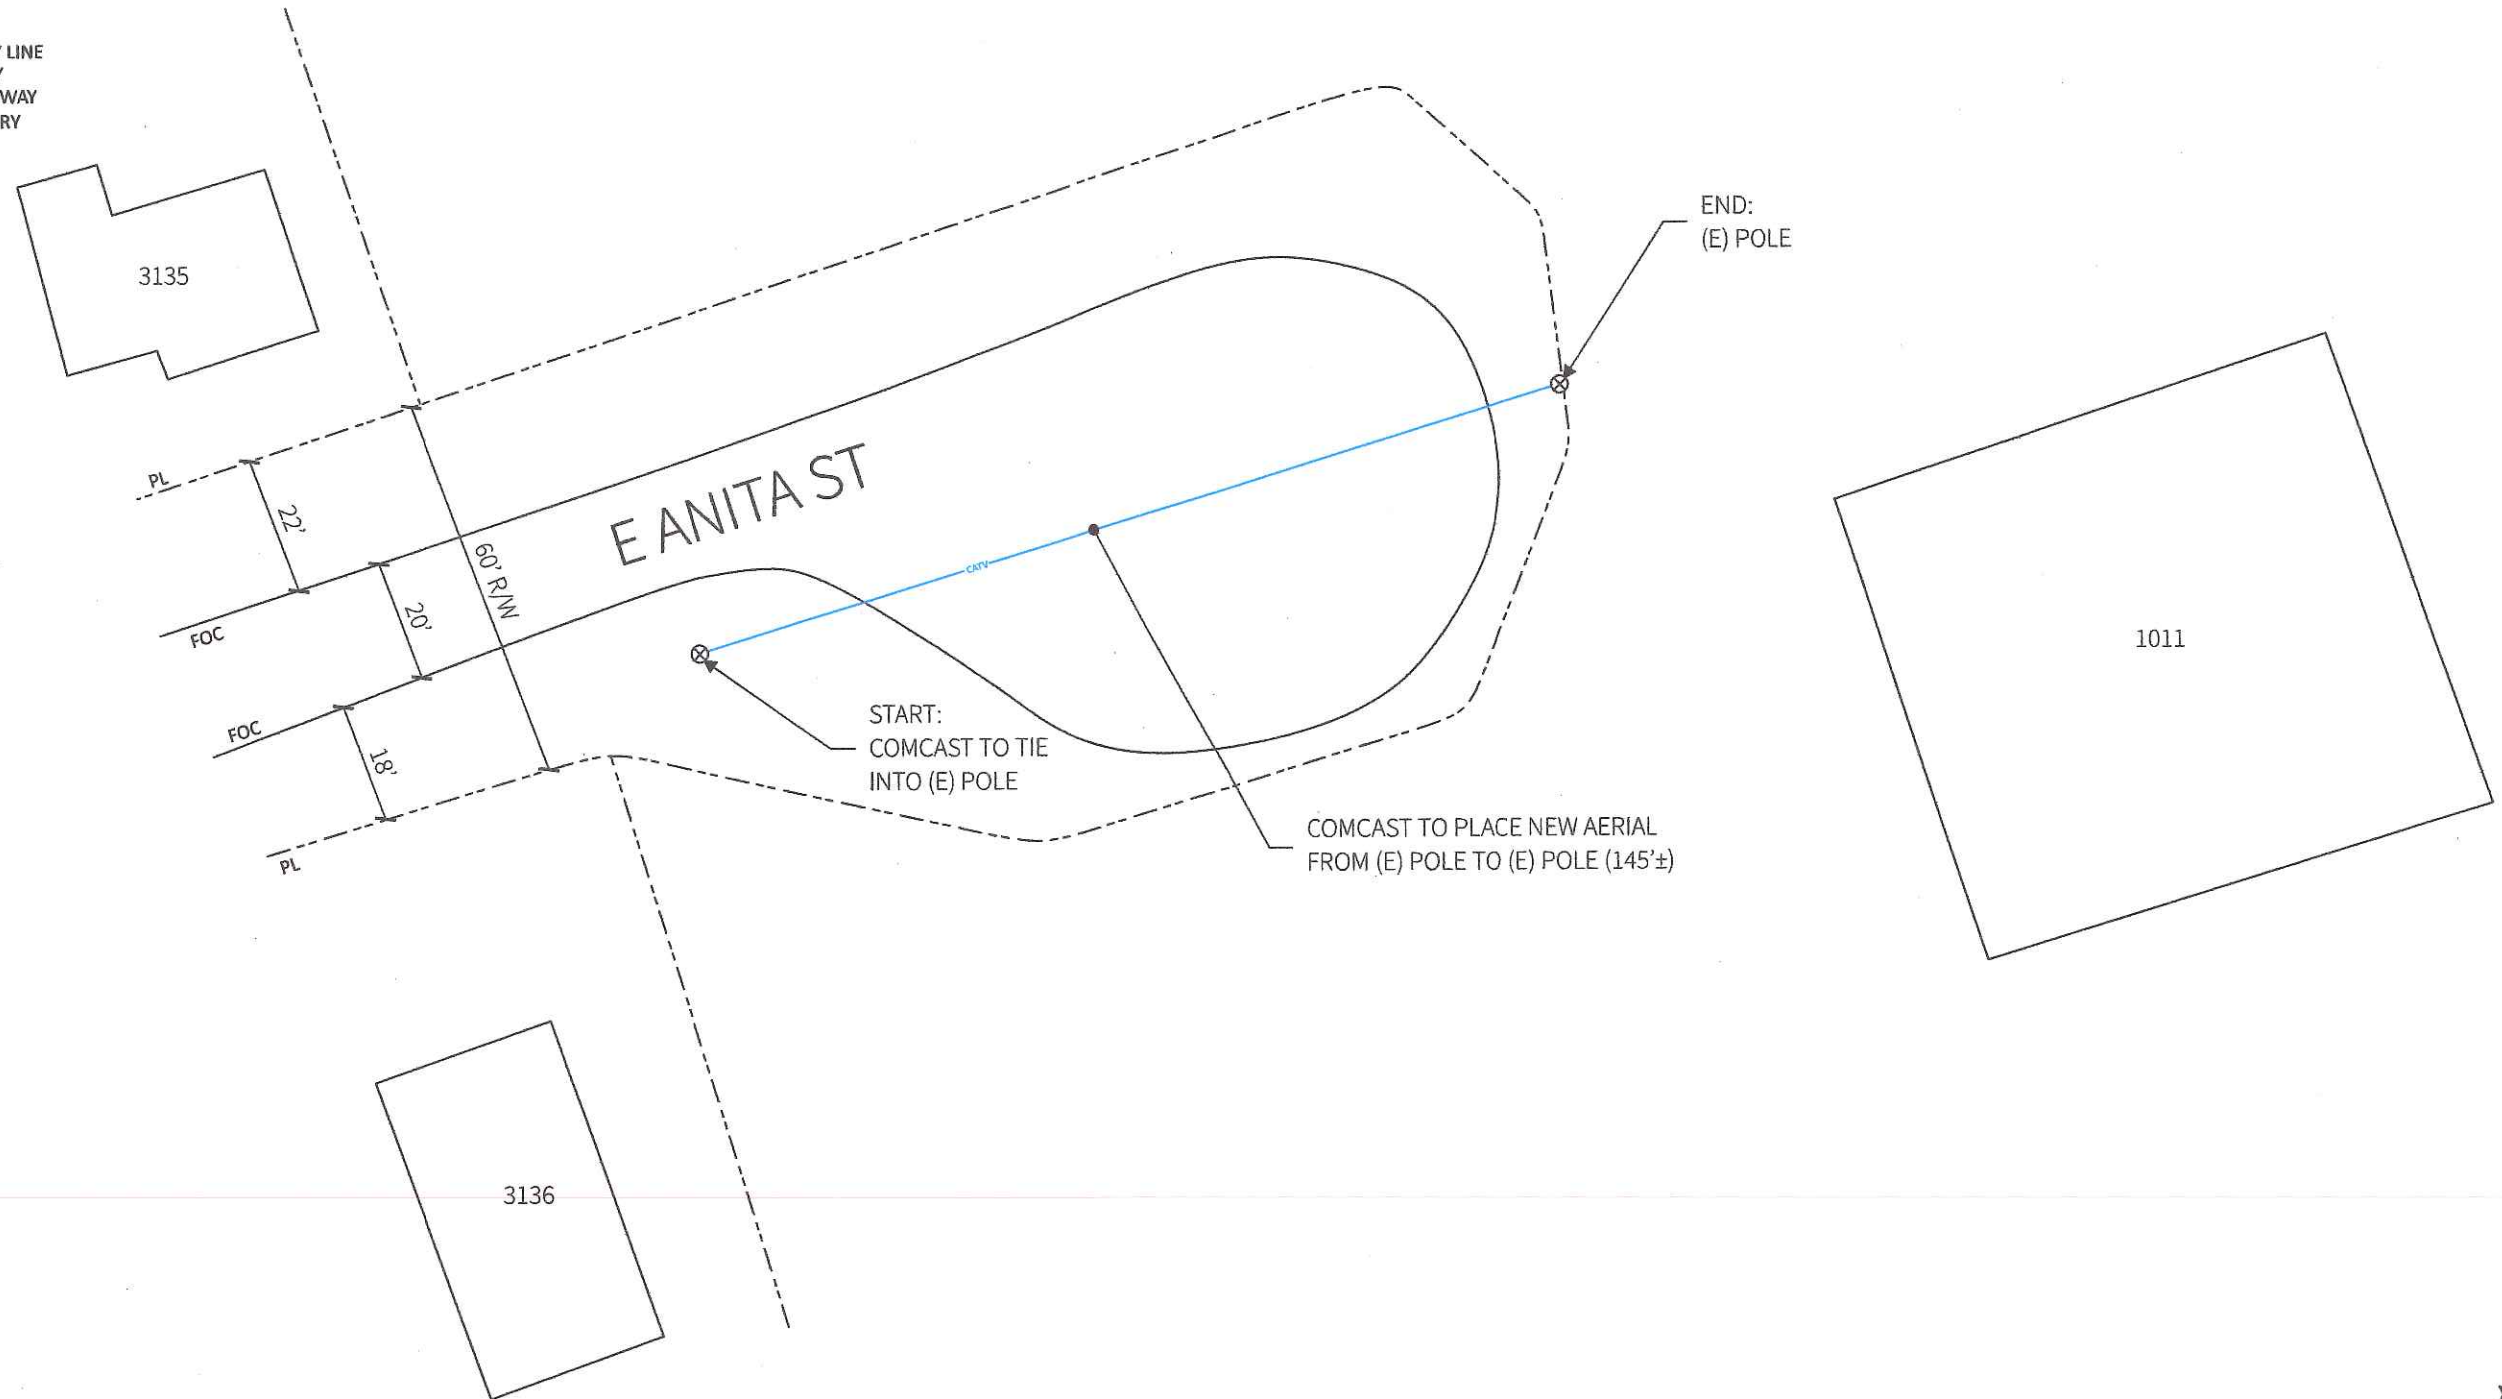 LINE
WAY
RY
3135
END:
(E) POLE
PL
22'
E ANITA ST
60' R/W
20'
FOC
CATV
FOC
18'
START:
COMCAST TO TIE
INTO (E) POLE
1011
PL
COMCAST TO PLACE NEW AERIAL
FROM (E) POLE TO (E) POLE (145'±)
3136